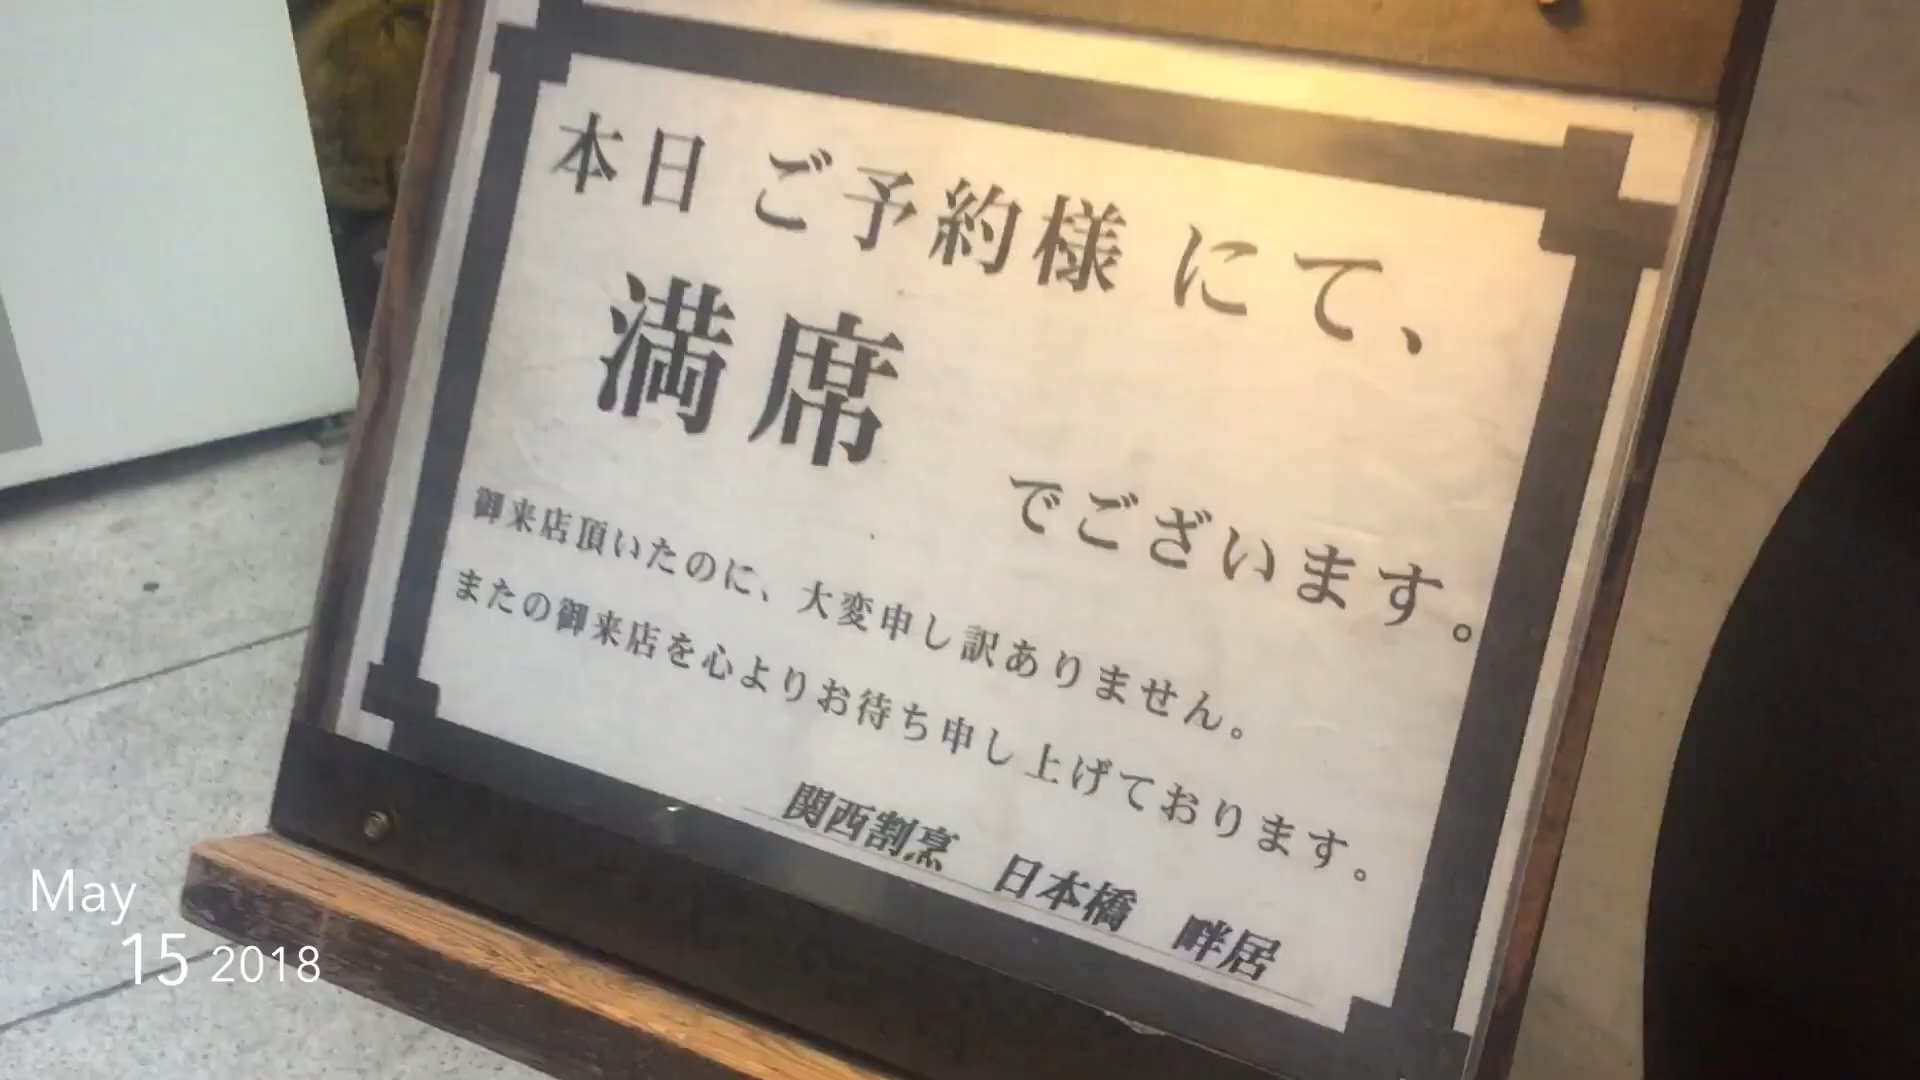 本日 ご予約様 にて、
満席 でございます。
御来店頂いたのに、大変申し訳ありません。
またの御来店を心よりお待ち申し上げております。
関西割烹 日本橋 畔居
May
15 2018